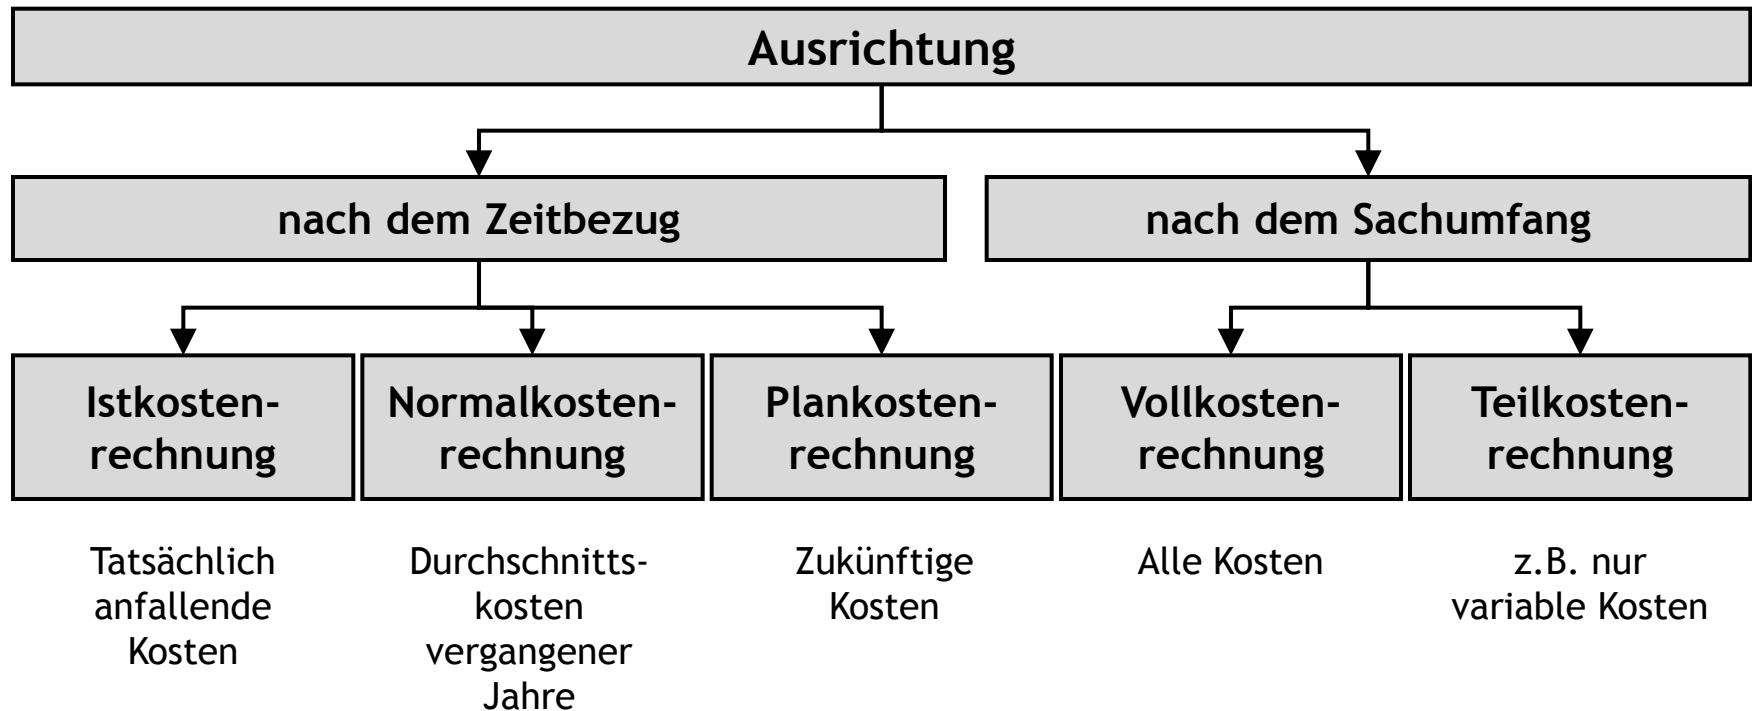 Ausrichtung
nach dem Zeitbezug
nach dem Sachumfang
Istkosten-
rechnung
Normalkosten-
rechnung
Plankosten-
rechnung
Vollkosten-
rechnung
Teilkosten-
rechnung
Tatsächlich
anfallende
Kosten
Durchschnitts-
kosten
vergangener
Jahre
Zukünftige
Kosten
Alle Kosten
z.B. nur
variable Kosten